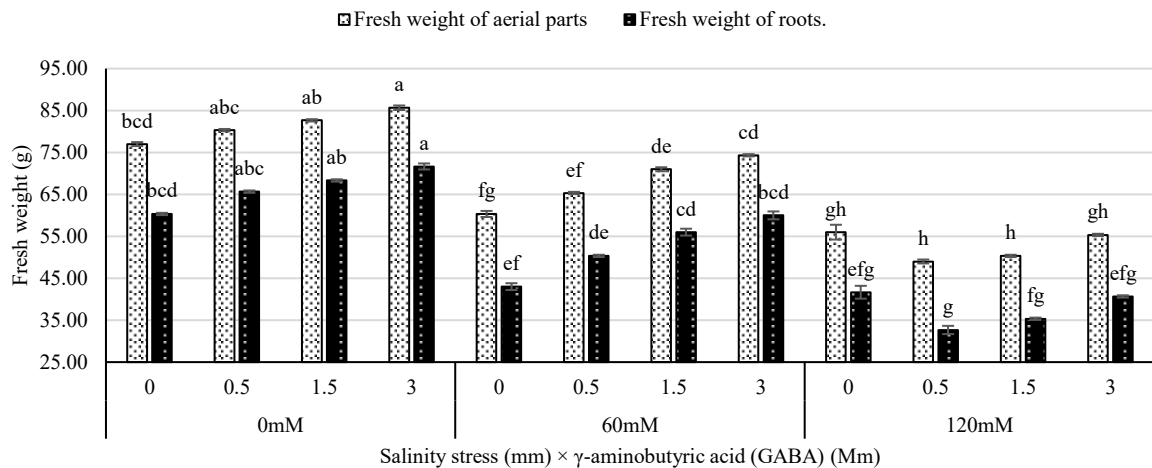 Fresh weight of aerial parts Fresh weight of roots.
Fresh weight (g)
95.00
85.00
75.00
65.00
55.00
45.00
35.00
25.00
bcd abc ab a fg ef de cd gh h h gh
bcd abc ab a ef de cd bcd efg g fg efg
0 0.5 1.5 3 0 0.5 1.5 3 0 0.5 1.5 3
0mM 60mM 120mM
Salinity stress (mm) × γ-aminobutyric acid (GABA) (Mm)